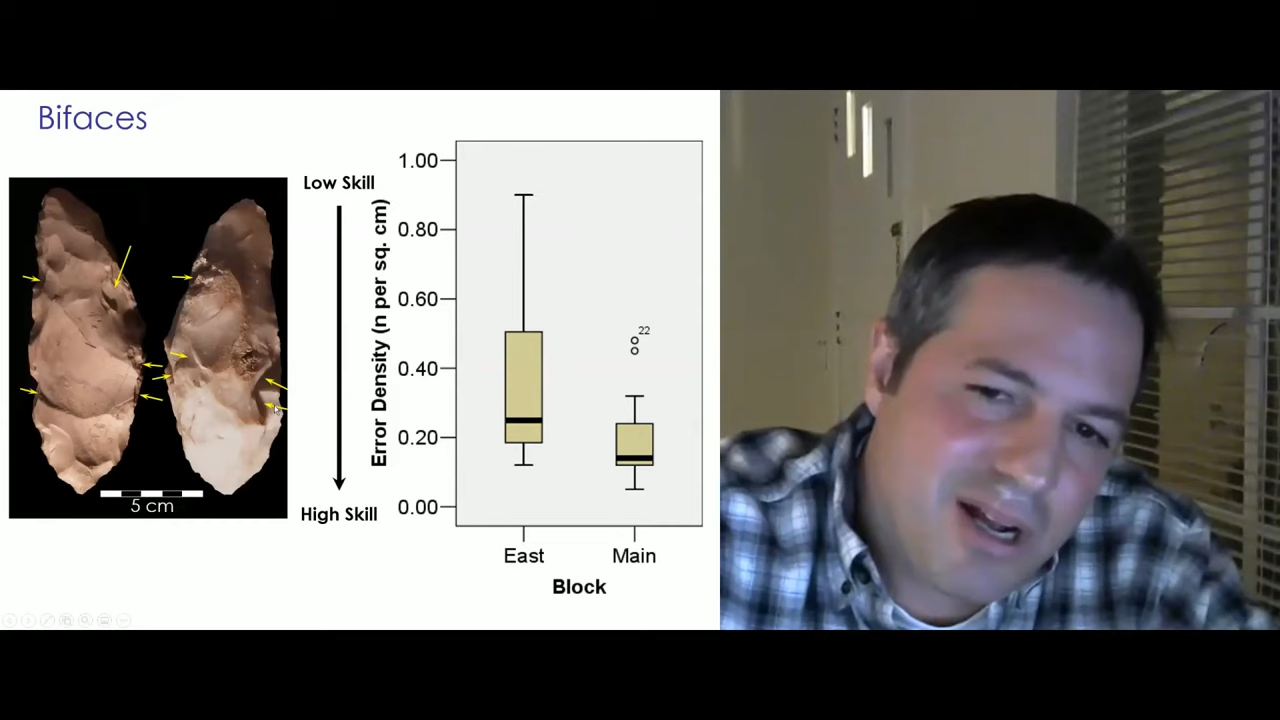 Bifaces
Low Skill
High Skill
5 cm
Error Density (n per sq. cm)
1.00
0.80
0.60
0.40
0.20
0.00
22
East
Main
Block